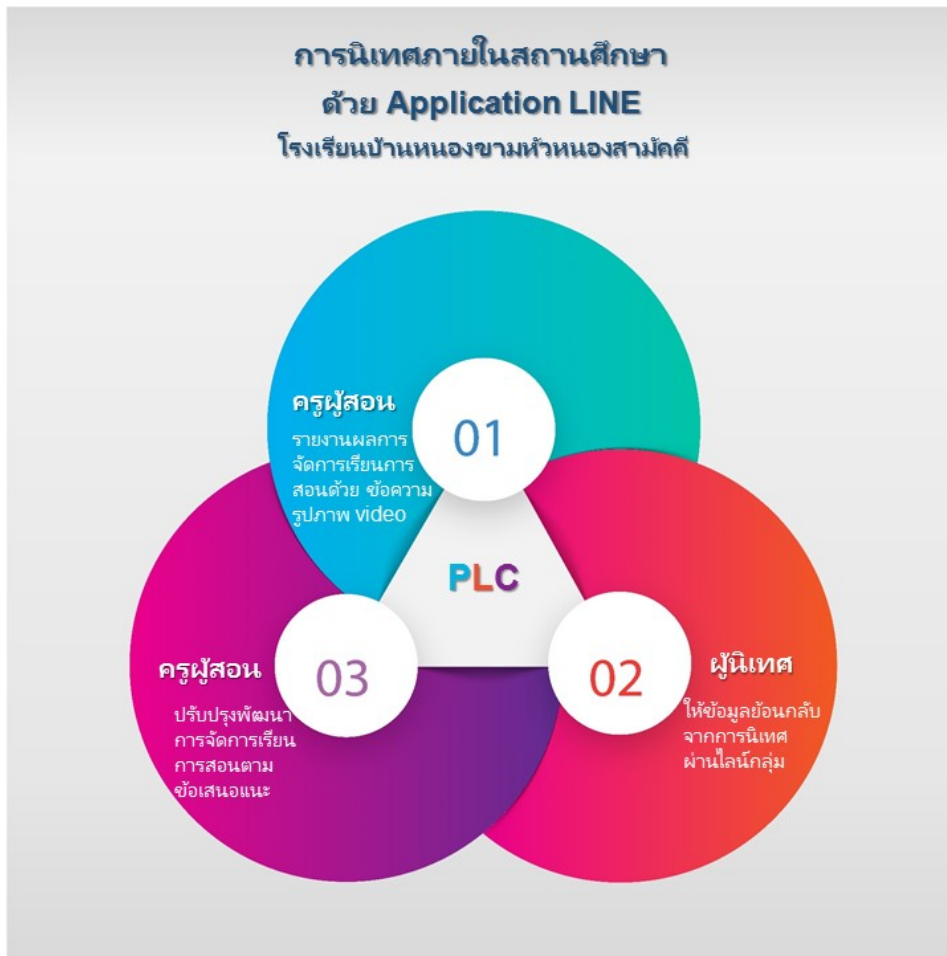 การนิเทศภายในสถานศึกษา
ด้วย Application LINE
โรงเรียนบ้านหนองขามหัวหนองสามัคคี
ครูผู้สอน
รายงานผลการ
จัดการเรียนการ
สอนด้วย ข้อความ
รูปภาพ video
01
PLC
ผู้นิเทศ
ให้ข้อมูลย้อนกลับ
จากการนิเทศ
ผ่านไลน์กลุ่ม
02
ครูผู้สอน
ปรับปรุงพัฒนา
การจัดการเรียน
การสอนตาม
ข้อเสนอแนะ
03